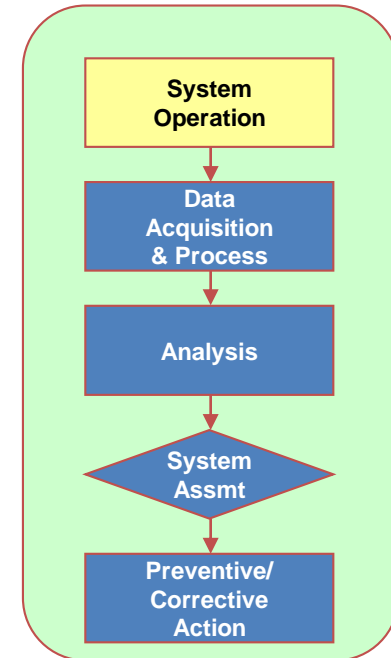 System
Operation
Data
Acquisition
& Process
Analysis
System
Assmt
Preventive/
Corrective
Action